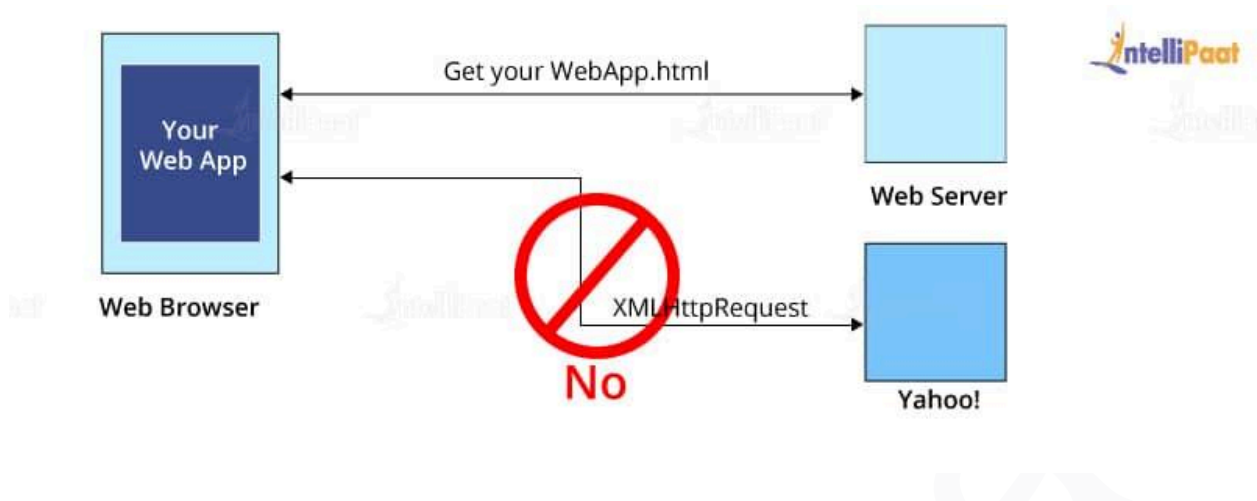 IntelliPaat
Get your WebApp.html
Your
Web App
Web Server
Web Browser
XMLHttpRequest
No
Yahoo!